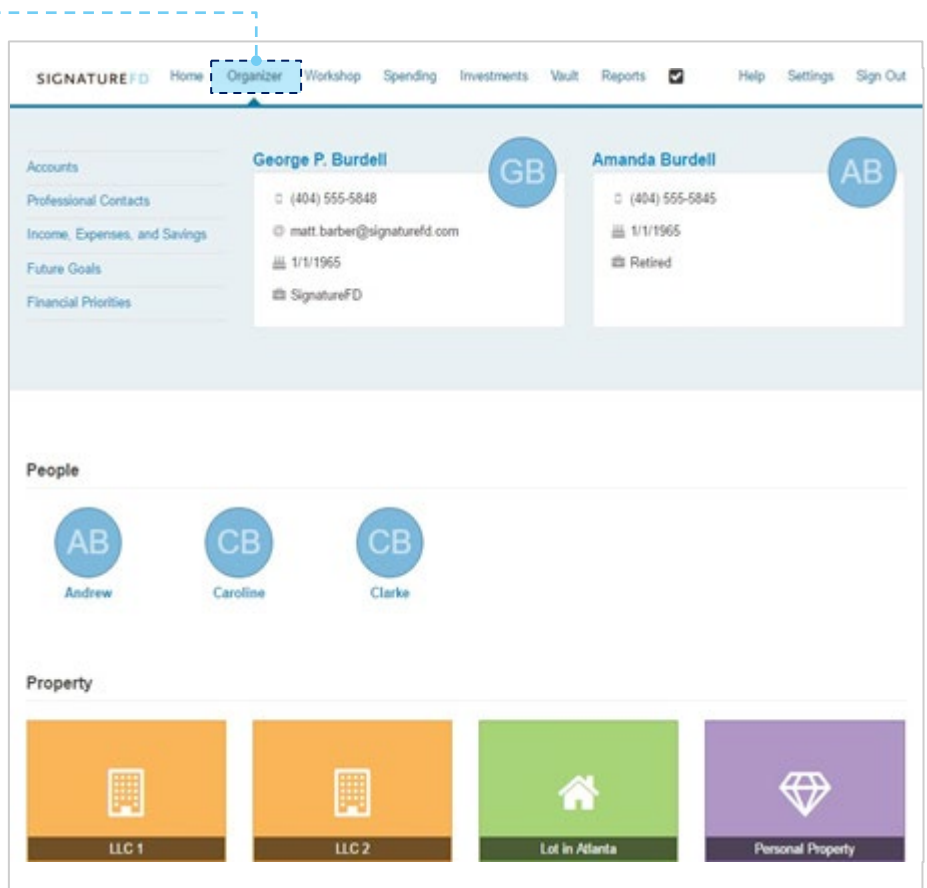 SIGNATUREFD Home Organizer Workshop Spending Investments Vault Reports Help Settings Sign Out
Accounts
Professional Contacts
Income, Expenses, and Savings
Future Goals
Financial Priorities
George P. Burdell
GB
(404) 555-5848
matt.barber@signaturefd.com
1/1/1965
SignatureFD
Amanda Burdell
AB
(404) 555-5845
1/1/1965
Retired
People
AB CB CB
Andrew Caroline Clarke
Property
LLC 1 LLC 2 Lot in Atlanta Personal Property